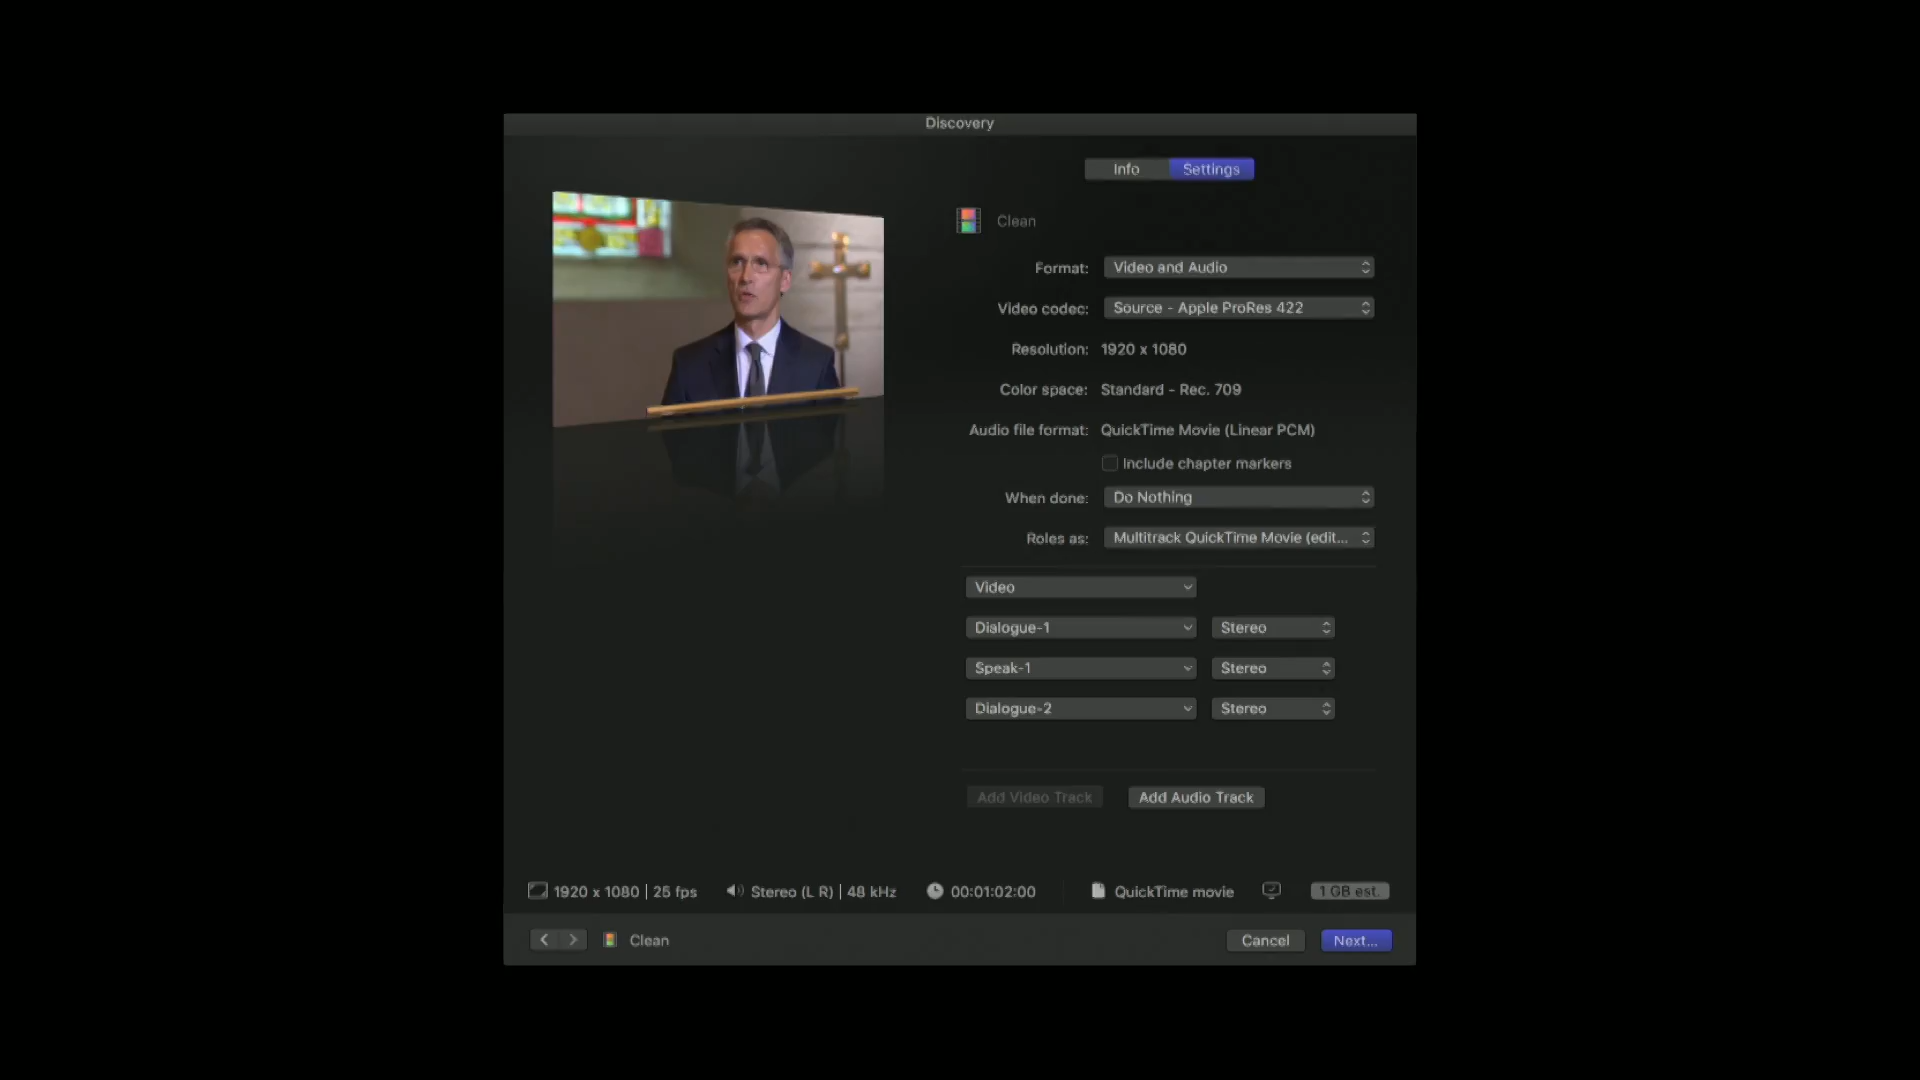 Discovery
Info Settings
Clean
Format: Video and Audio
Video codec: Source - Apple ProRes 422
Resolution: 1920 x 1080
Color space: Standard - Rec. 709
Audio file format: QuickTime Movie (Linear PCM)
Include chapter markers
When done: Do Nothing
Roles as: Multitrack QuickTime Movie (edit...
Video
Dialogue-1 Stereo
Speak-1 Stereo
Dialogue-2 Stereo
Add Video Track Add Audio Track
1920 x 1080 | 25 fps Stereo (L R) | 48 kHz 00:01:02:00 QuickTime movie 1 GB est.
Clean Cancel Next...